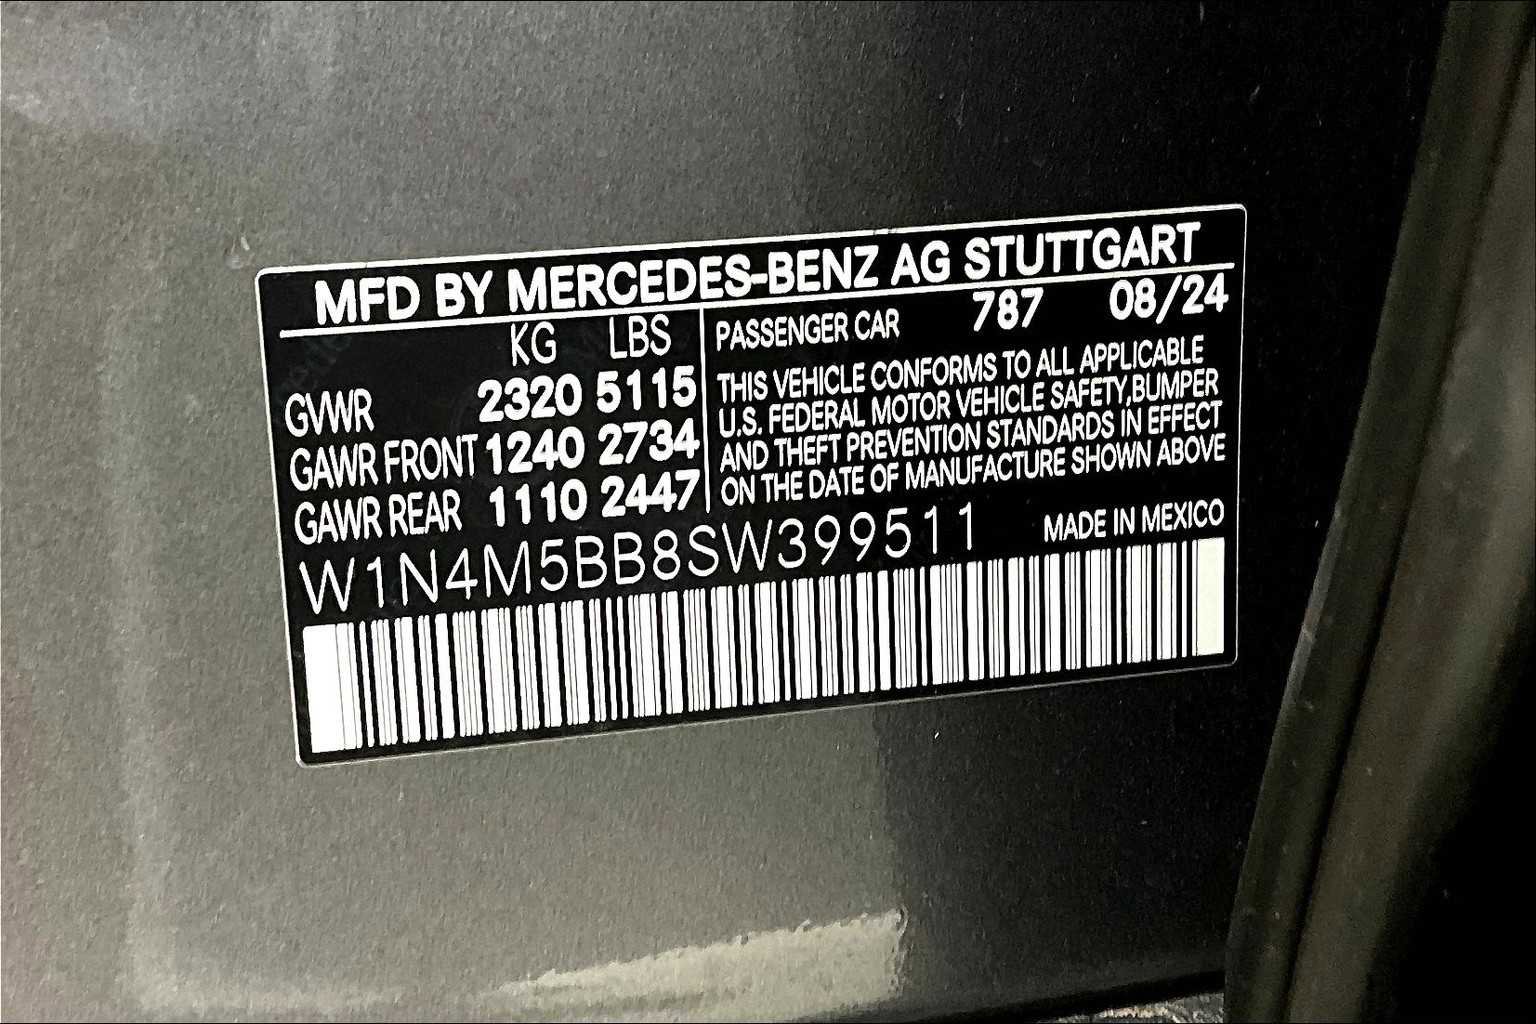 MFD BY MERCEDES-BENZ AG STUTTGART
KG LBS
GVWR 2320 5115
GAWR FRONT 1240 2734
GAWR REAR 1110 2447
PASSENGER CAR 787 08/24
THIS VEHICLE CONFORMS TO ALL APPLICABLE
U.S. FEDERAL MOTOR VEHICLE SAFETY,BUMPER
AND THEFT PREVENTION STANDARDS IN EFFECT
ON THE DATE OF MANUFACTURE SHOWN ABOVE
W1N4M5BB8SW399511
MADE IN MEXICO